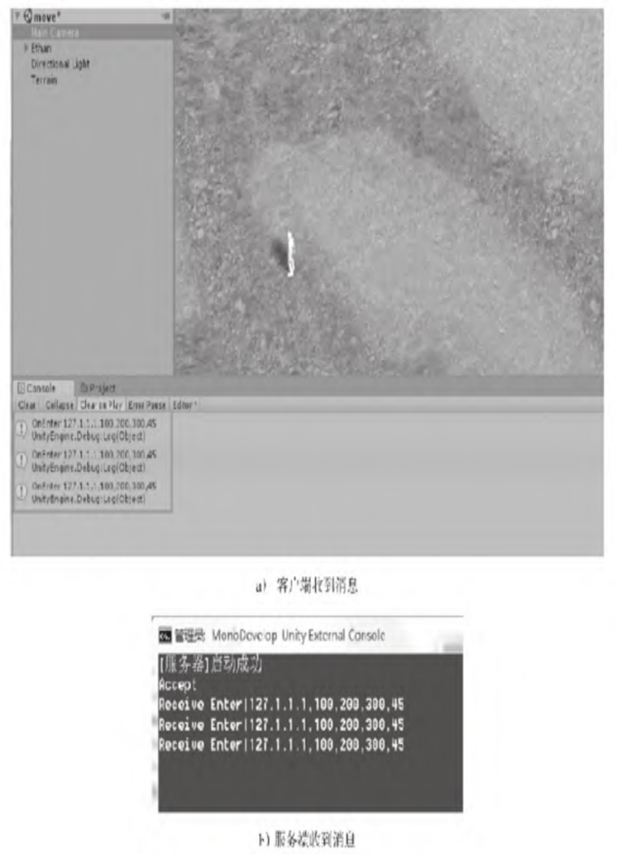 move*
Main Camera
Ethan
Directional Light
Terrain
Console Project
Clear Collapse Clear on Play Error Pause Editor
OnEnter 127.1.1.1,100,200,300,45
UnityEngine.Debug:Log(Object)
OnEnter 127.1.1.1,100,200,300,45
UnityEngine.Debug:Log(Object)
OnEnter 127.1.1.1,100,200,300,45
UnityEngine.Debug:Log(Object)
a) 客户端收到消息
管理员: MonoDevelop Unity External Console
[服务器]启动成功
Accept
Receive Enter|127.1.1.1,100,200,300,45
Receive Enter|127.1.1.1,100,200,300,45
Receive Enter|127.1.1.1,100,200,300,45
b) 服务端收到消息